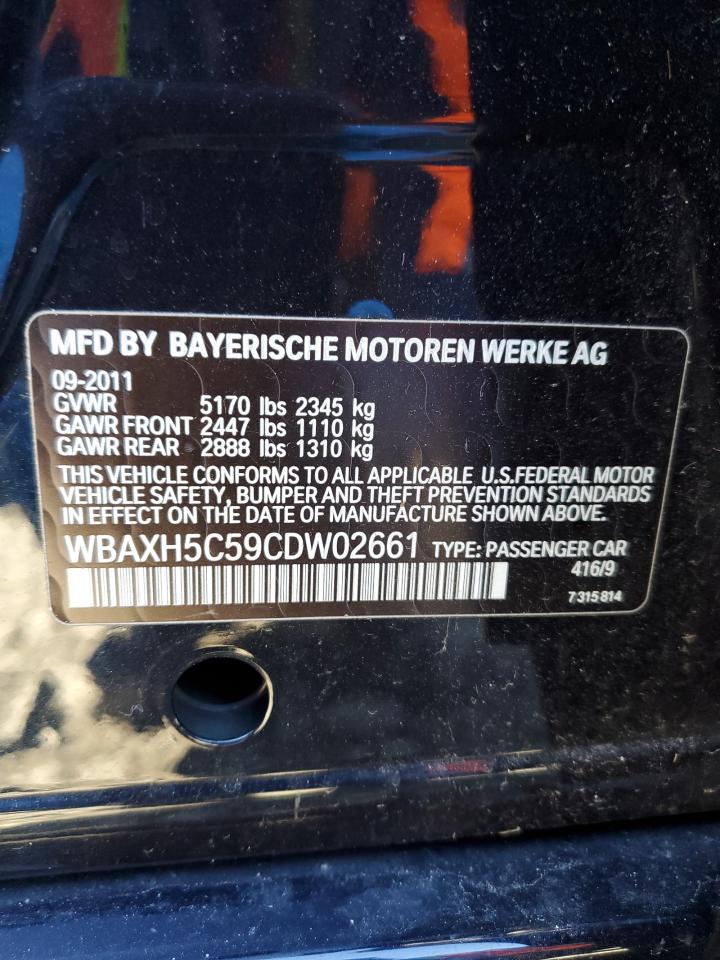 MFD BY BAYERISCHE MOTOREN WERKE AG
09-2011
GVWR 5170 lbs 2345 kg
GAWR FRONT 2447 lbs 1110 kg
GAWR REAR 2888 lbs 1310 kg
THIS VEHICLE CONFORMS TO ALL APPLICABLE U.S.FEDERAL MOTOR
VEHICLE SAFETY, BUMPER AND THEFT PREVENTION STANDARDS
IN EFFECT ON THE DATE OF MANUFACTURE SHOWN ABOVE.
WBAXH5C59CDW02661 TYPE: PASSENGER CAR
416/9
7 315 814